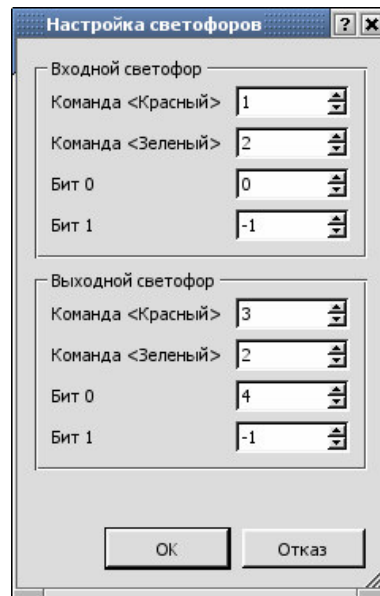 Настройка светофоров ? ×
Входной светофор
Команда <Красный> 1
Команда <Зеленый> 2
Бит 0 0
Бит 1 -1
Выходной светофор
Команда <Красный> 3
Команда <Зеленый> 2
Бит 0 4
Бит 1 -1
OK Отказ